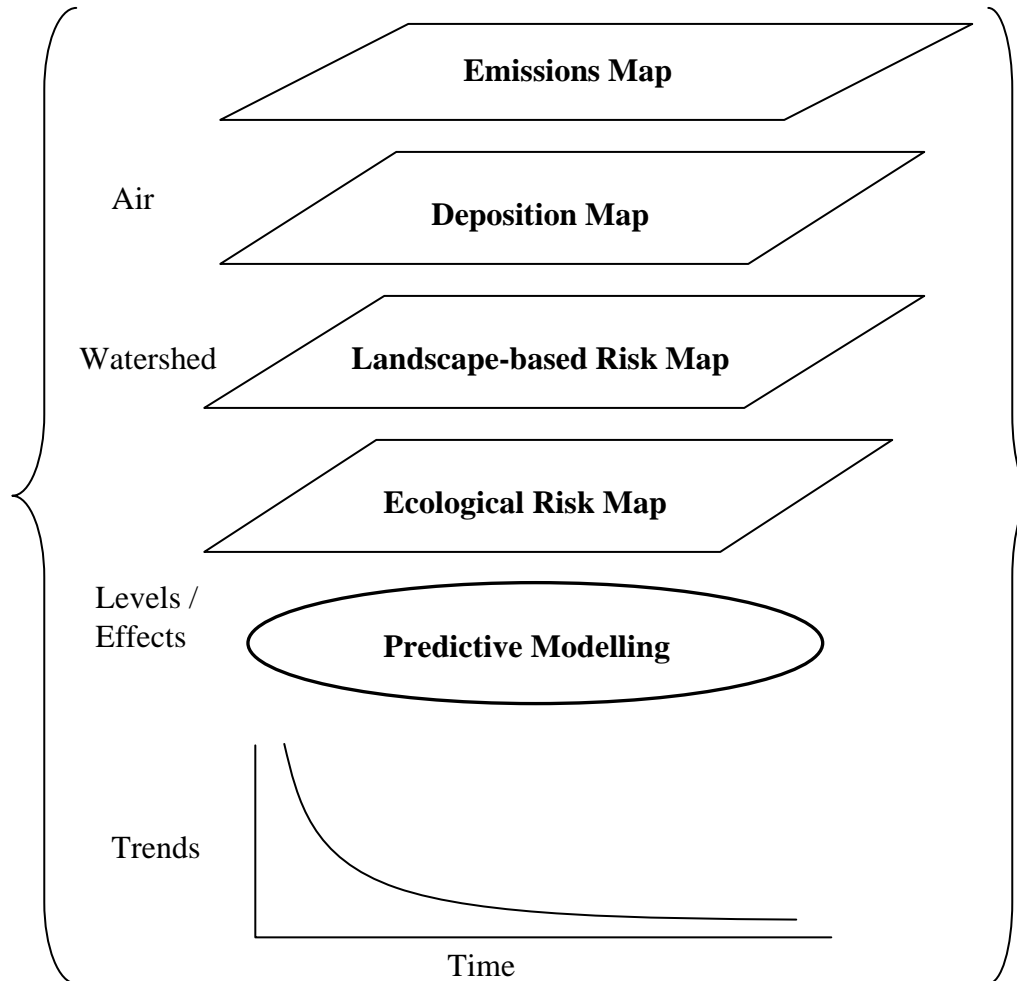 Emissions Map
Air
Deposition Map
Watershed
Landscape-based Risk Map
Ecological Risk Map
Levels /
Effects
Predictive Modelling
Trends
Time